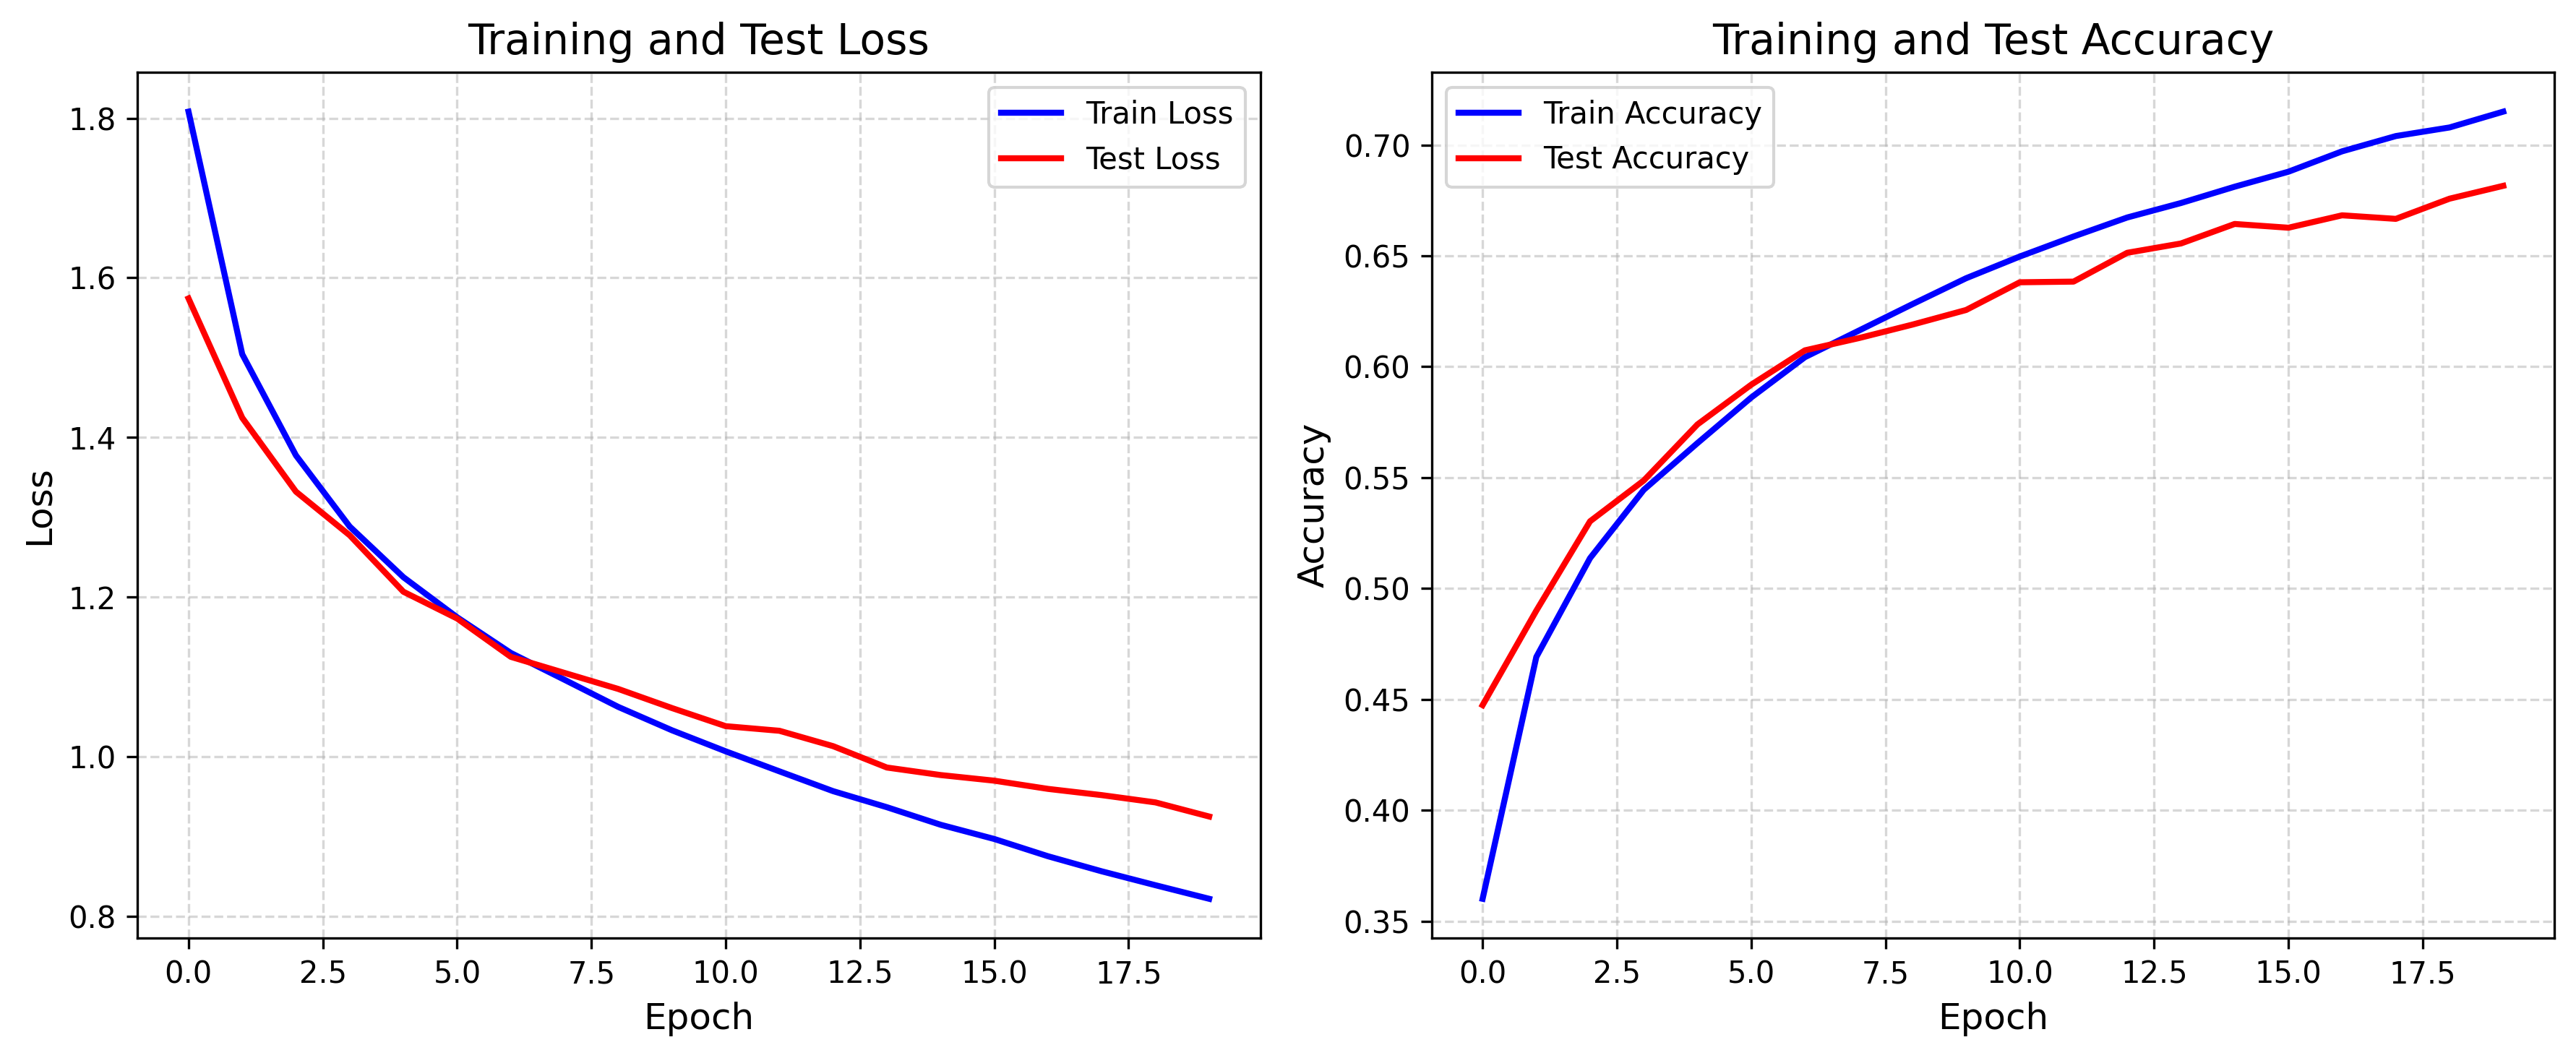 Training and Test Loss
Train Loss
Test Loss
1.8
1.6
1.4
1.2
1.0
0.8
Loss
0.0 2.5 5.0 7.5 10.0 12.5 15.0 17.5
Epoch
Training and Test Accuracy
Train Accuracy
Test Accuracy
0.70
0.65
0.60
0.55
0.50
0.45
0.40
0.35
Accuracy
0.0 2.5 5.0 7.5 10.0 12.5 15.0 17.5
Epoch